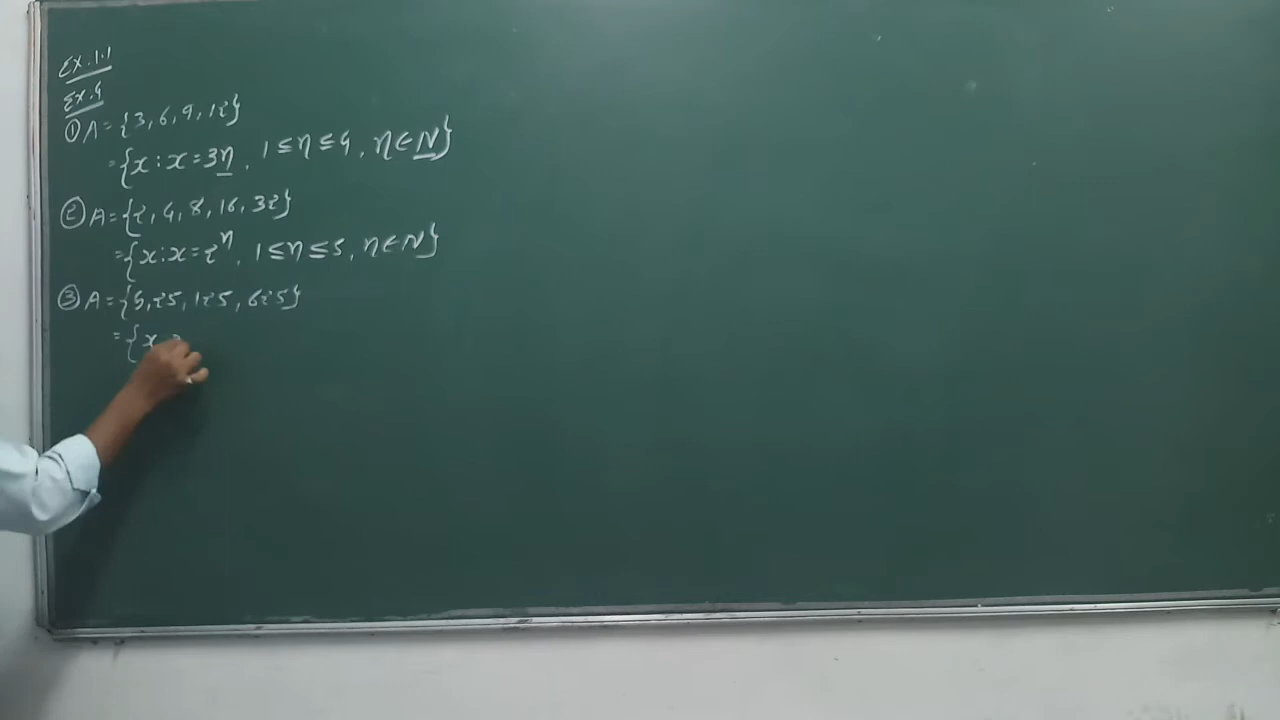 Ex.1.1
Ex.4
① A = {3, 6, 9, 12}
= {x : x = 3n, 1 ≤ n ≤ 4, n ∈ N}
② A = {2, 4, 8, 16, 32}
= {x : x = 2ⁿ, 1 ≤ n ≤ 5, n ∈ N}
③ A = {5, 25, 125, 625}
= {x